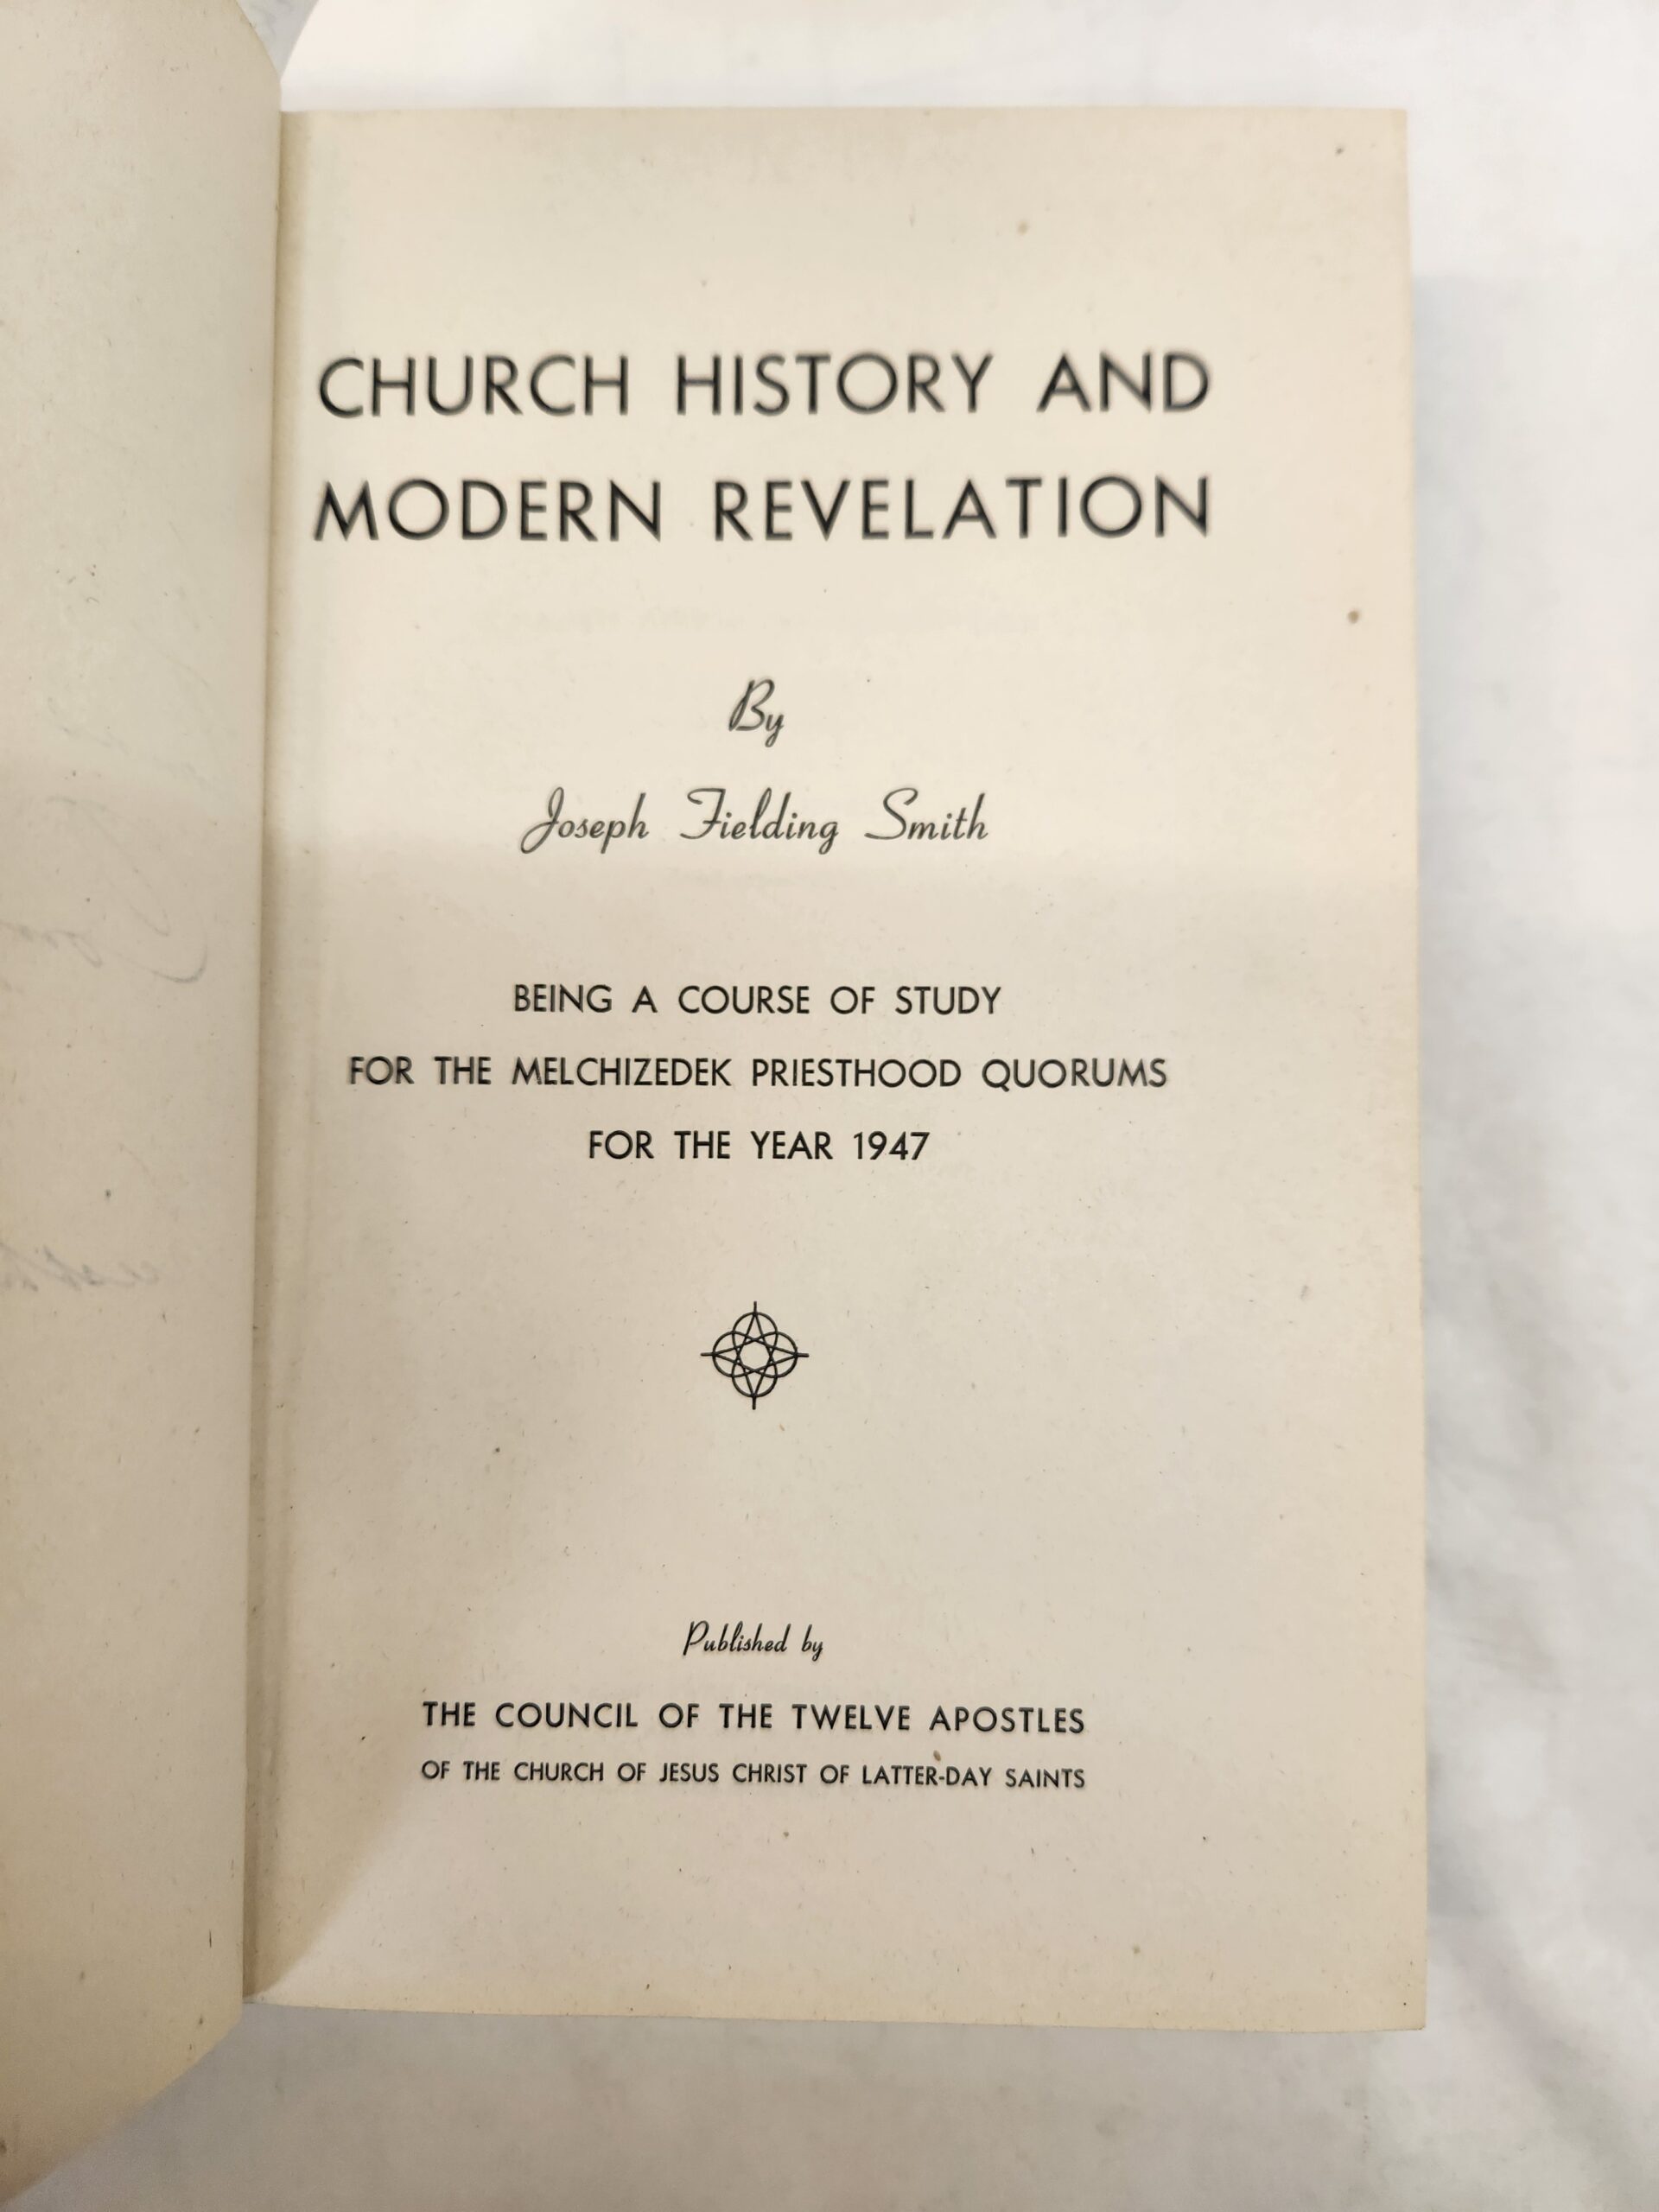 CHURCH HISTORY AND
MODERN REVELATION
By
Joseph Fielding Smith
BEING A COURSE OF STUDY
FOR THE MELCHIZEDEK PRIESTHOOD QUORUMS
FOR THE YEAR 1947
Published by
THE COUNCIL OF THE TWELVE APOSTLES
OF THE CHURCH OF JESUS CHRIST OF LATTER-DAY SAINTS